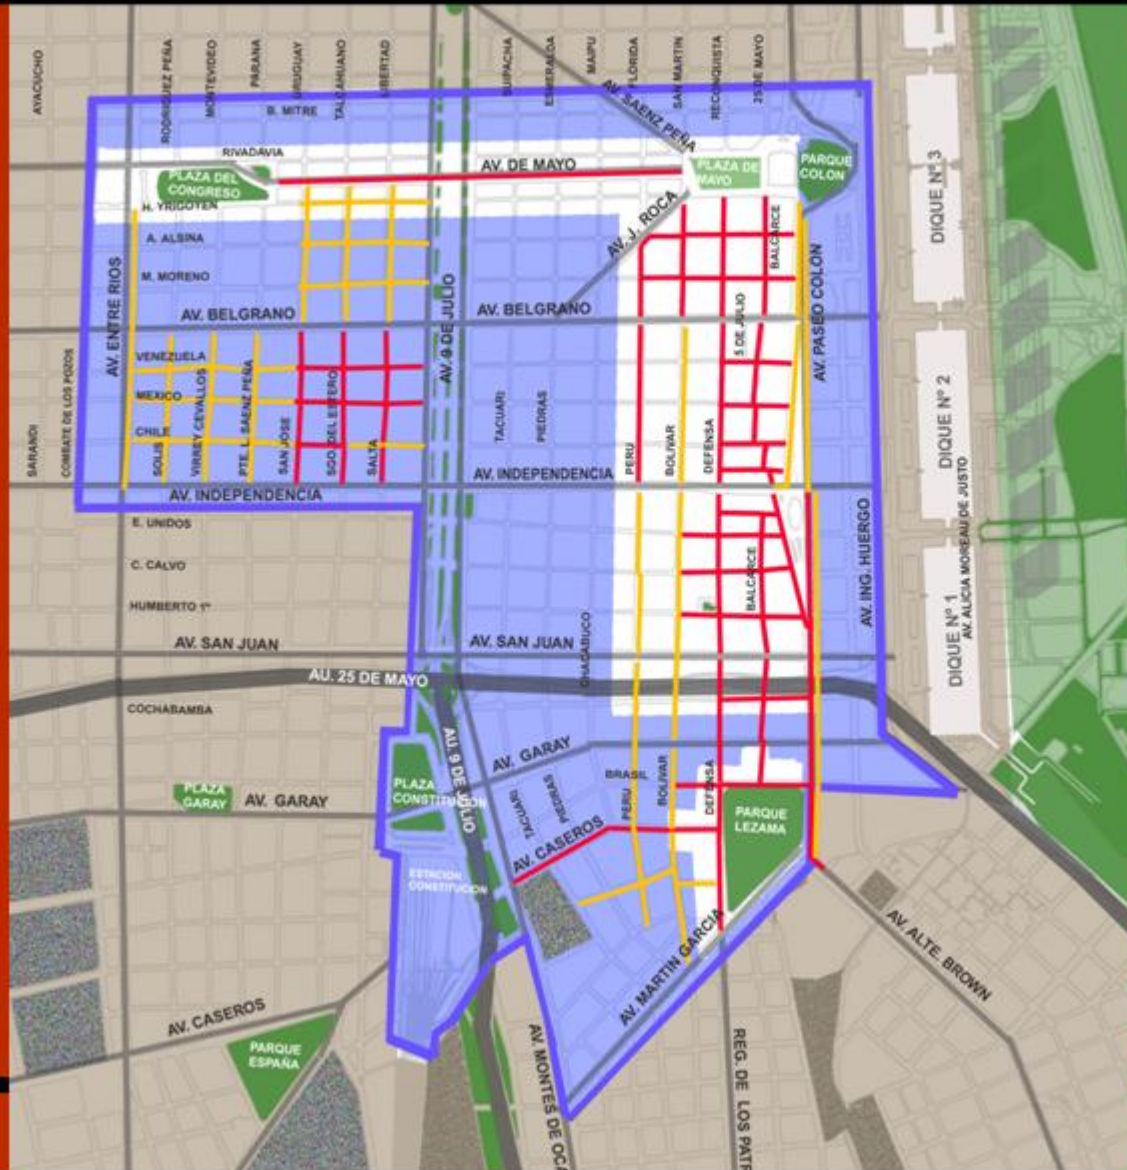 AYACUCHO
RODRIGUEZ PEÑA
MONTEVIDEO
PARANA
URUGUAY
TALCAHUANO
LIBERTAD
SUIPACHA
ESMERALDA
MAIPU
FLORIDA
SAN MARTIN
RECONQUISTA
25 DE MAYO
B. MITRE
AV. SAENZ PEÑA
RIVADAVIA
AV. DE MAYO
PLAZA DEL
CONGRESO
PLAZA DE
MAYO
PARQUE
COLON
DIQUE Nº 3
H. YRIGOYEN
A. ALSINA
M. MORENO
AV. J. ROCA
BALCARCE
AV. ENTRE RIOS
AV. BELGRANO
AV. BELGRANO
AV. 9 DE JULIO
5 DE JULIO
AV. PASEO COLÓN
VENEZUELA
MEXICO
CHILE
SARANDI
COMBATE DE LOS POZOS
SOLIS
VIRREY CEVALLOS
PTE. L. SAENZ PEÑA
SAN JOSE
SGO. DEL ESTERO
SALTA
TACUARI
PIEDRAS
PERU
BOLIVAR
DEFENSA
DIQUE Nº 2
AV. INDEPENDENCIA
AV. INDEPENDENCIA
E. UNIDOS
C. CALVO
HUMBERTO 1º
BALCARCE
AV. ING. HUERGO
AV. ALICIA MOREAU DE JUSTO
DIQUE Nº 1
AV. SAN JUAN
AV. SAN JUAN
CHACABUCO
AU. 25 DE MAYO
COCHABAMBA
AU. 9 DE JULIO
AV. GARAY
PLAZA
CONSTITUCION
PLAZA
GARAY
AV. GARAY
TACUARI
PIEDRAS
BRASIL
PERU
BOLIVAR
DEFENSA
PARQUE
LEZAMA
AV. CASEROS
ESTACION
CONSTITUCION
AV. MARTIN GARCIA
AV. ALTE. BROWN
AV. CASEROS
PARQUE
ESPAÑA
AV. MONTES DE OCA
REG. DE LOS PATR